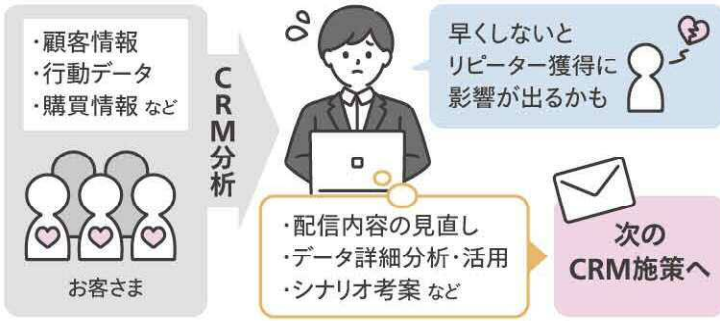 ・顧客情報
・行動データ
・購買情報 など
お客さま
CRM分析
早くしないと
リピーター獲得に
影響が出るかも
・配信内容の見直し
・データ詳細分析・活用
・シナリオ考案 など
次の
CRM施策へ